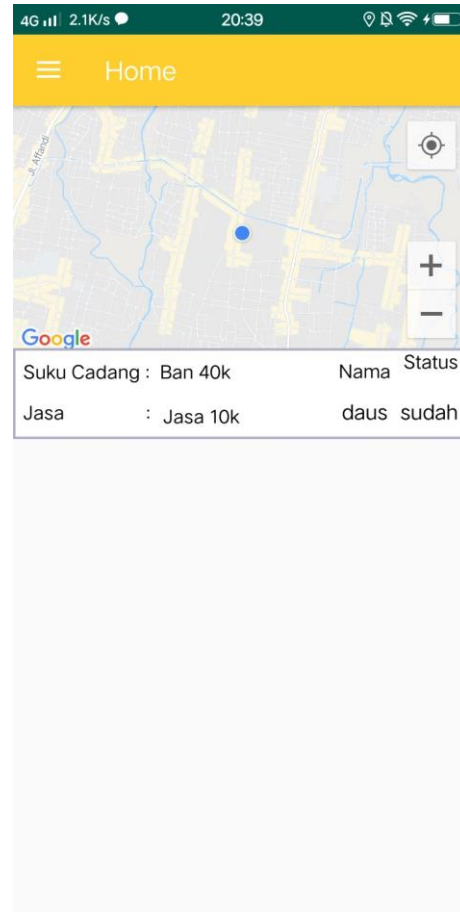 4G 2.1K/s 20:39
Home
Jl. Affandi
Google
Suku Cadang : Ban 40k Nama Status
Jasa : Jasa 10k daus sudah